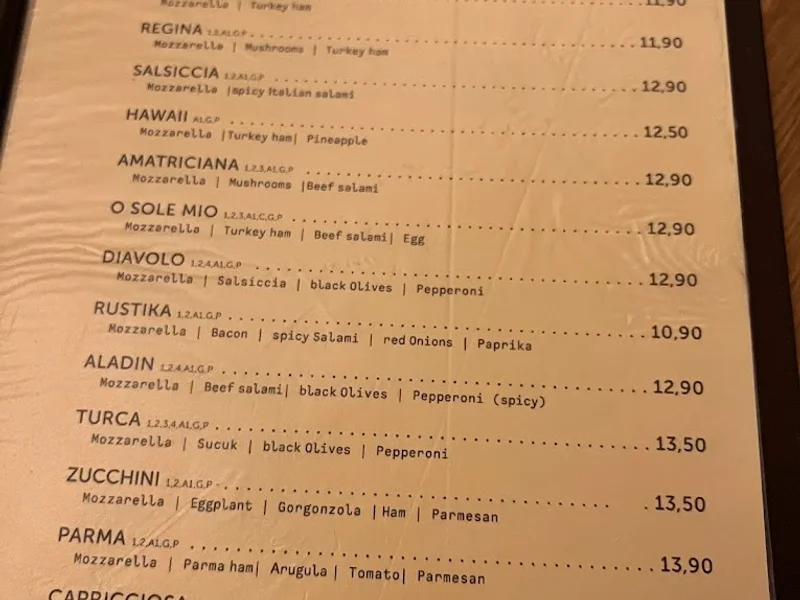 Mozzarella | Turkey ham 11,90
REGINA 1,2,A1,G,P 11,90
Mozzarella | Mushrooms | Turkey ham
SALSICCIA 1,2,A1,G,P 12,90
Mozzarella |spicy Italian salami
HAWAII A1,G,P 12,50
Mozzarella |Turkey ham| Pineapple
AMATRICIANA 1,2,3,A1,G,P 12,90
Mozzarella | Mushrooms |Beef salami
O SOLE MIO 1,2,3,A1,C,G,P 12,90
Mozzarella | Turkey ham | Beef salami| Egg
DIAVOLO 1,2,4,A1,G,P 12,90
Mozzarella | Salsiccia | black Olives | Pepperoni
RUSTIKA 1,2,A1,G,P 10,90
Mozzarella | Bacon | spicy Salami | red Onions | Paprika
ALADIN 1,2,4,A1,G,P 12,90
Mozzarella | Beef salami| black Olives | Pepperoni (spicy)
TURCA 1,2,3,4,A1,G,P 13,50
Mozzarella | Sucuk | black Olives | Pepperoni
ZUCCHINI 1,2,A1,G,P 13,50
Mozzarella | Eggplant | Gorgonzola |Ham | Parmesan
PARMA 1,2,A1,G,P 13,90
Mozzarella | Parma ham| Arugula | Tomato| Parmesan
CAPRICCIOSA